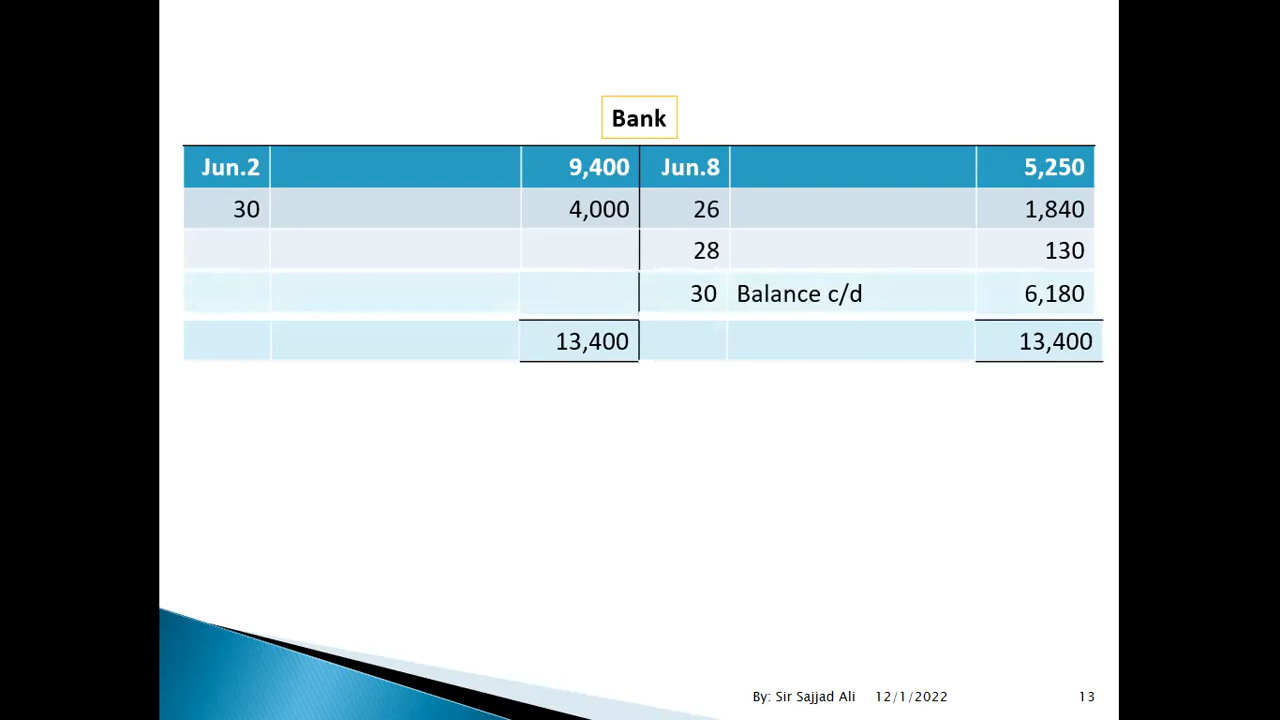 Bank
Jun.2 9,400 Jun.8 5,250
30 4,000 26 1,840
28 130
30 Balance c/d 6,180
13,400 13,400
By: Sir Sajjad Ali 12/1/2022 13